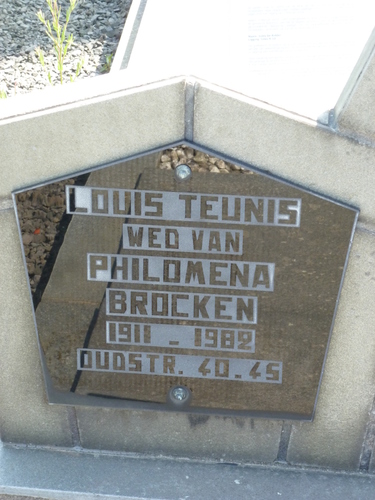 LOUIS TEUNIS
WED VAN
PHILOMENA
BROCKEN
1911 - 1982
OUDSTR. 40-45